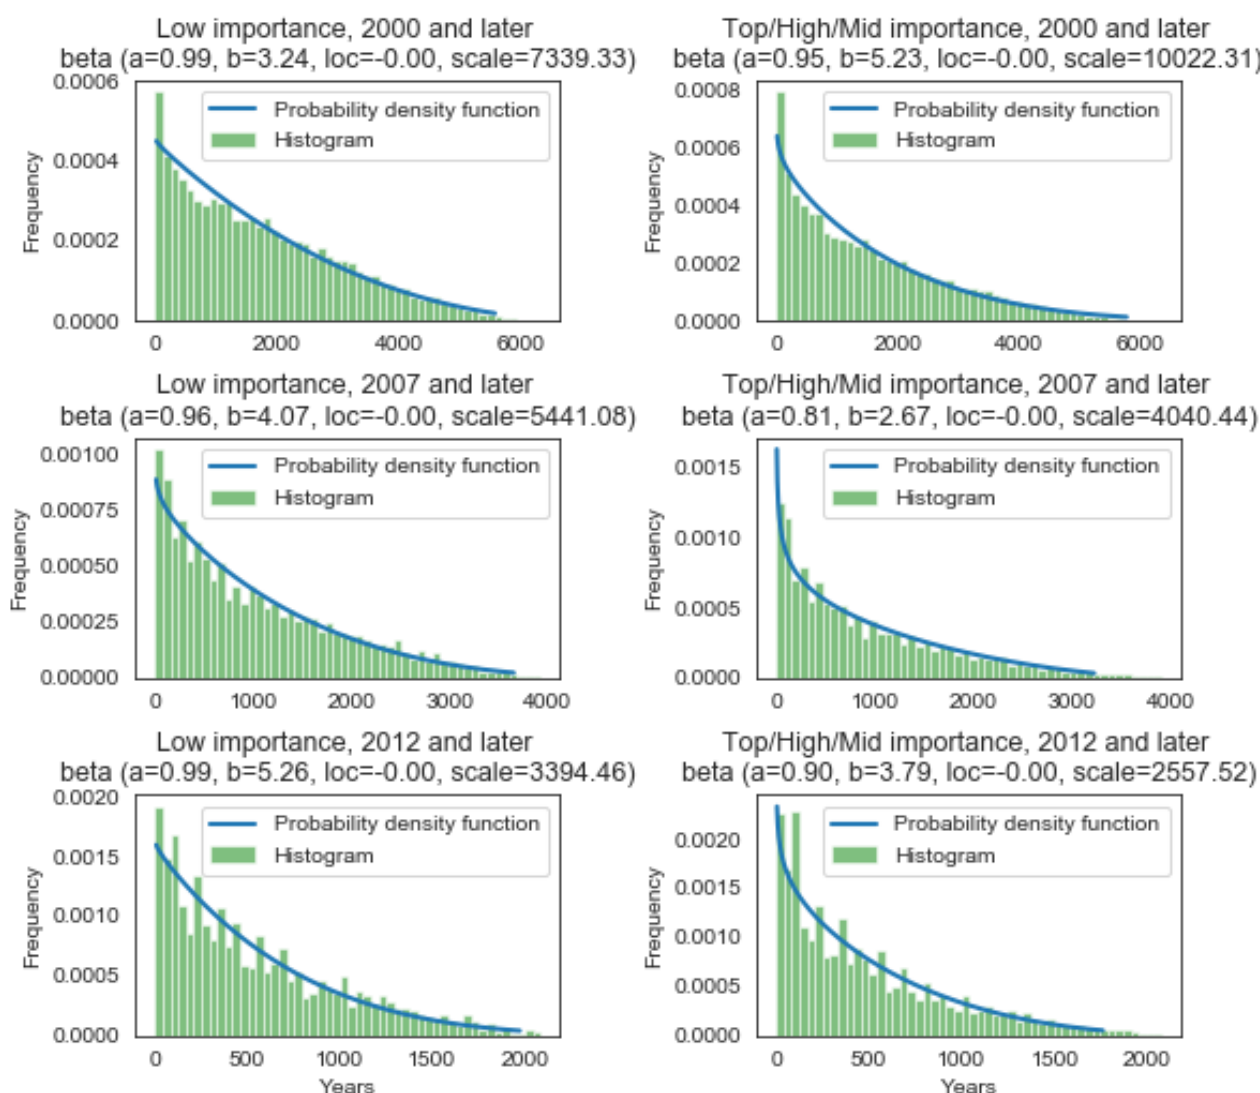 Low importance, 2000 and later
beta (a=0.99, b=3.24, loc=-0.00, scale=7339.33)
0.0006
0.0004
0.0002
0.0000
Frequency
Probability density function
Histogram
0 2000 4000 6000
Top/High/Mid importance, 2000 and later
beta (a=0.95, b=5.23, loc=-0.00, scale=10022.31)
0.0008
0.0006
0.0004
0.0002
0.0000
Frequency
Probability density function
Histogram
0 2000 4000 6000
Low importance, 2007 and later
beta (a=0.96, b=4.07, loc=-0.00, scale=5441.08)
0.00100
0.00075
0.00050
0.00025
0.00000
Frequency
Probability density function
Histogram
0 1000 2000 3000 4000
Top/High/Mid importance, 2007 and later
beta (a=0.81, b=2.67, loc=-0.00, scale=4040.44)
0.0015
0.0010
0.0005
0.0000
Frequency
Probability density function
Histogram
0 1000 2000 3000 4000
Low importance, 2012 and later
beta (a=0.99, b=5.26, loc=-0.00, scale=3394.46)
0.0020
0.0015
0.0010
0.0005
0.0000
Frequency
Probability density function
Histogram
0 500 1000 1500 2000
Years
Top/High/Mid importance, 2012 and later
beta (a=0.90, b=3.79, loc=-0.00, scale=2557.52)
0.0020
0.0015
0.0010
0.0005
0.0000
Frequency
Probability density function
Histogram
0 500 1000 1500 2000
Years